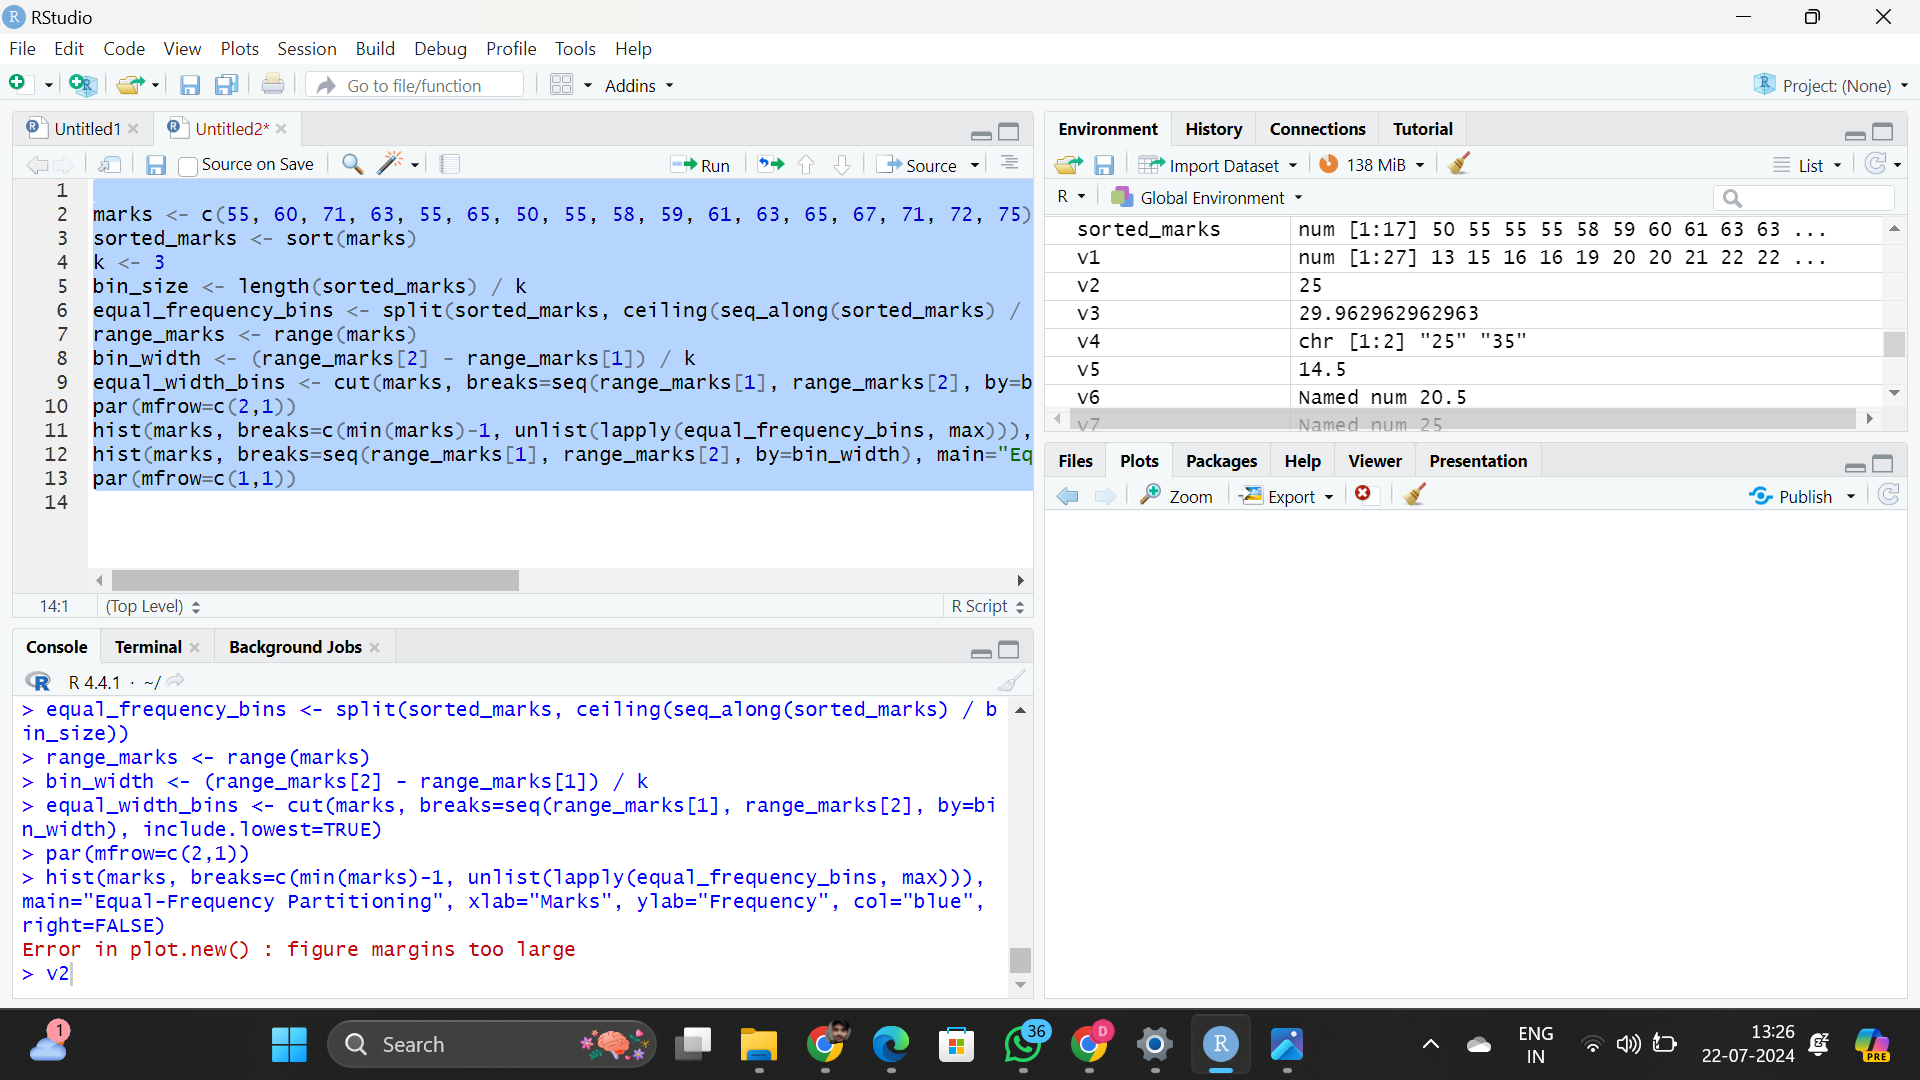 RStudio
File Edit Code View Plots Session Build Debug Profile Tools Help
Go to file/function Addins Project: (None)
Untitled1 Untitled2*
Source on Save Run Source
1
2 marks <- c(55, 60, 71, 63, 55, 65, 50, 55, 58, 59, 61, 63, 65, 67, 71, 72, 75)
3 sorted_marks <- sort(marks)
4 k <- 3
5 bin_size <- length(sorted_marks) / k
6 equal_frequency_bins <- split(sorted_marks, ceiling(seq_along(sorted_marks) /
7 range_marks <- range(marks)
8 bin_width <- (range_marks[2] - range_marks[1]) / k
9 equal_width_bins <- cut(marks, breaks=seq(range_marks[1], range_marks[2], by=b
10 par(mfrow=c(2,1))
11 hist(marks, breaks=c(min(marks)-1, unlist(lapply(equal_frequency_bins, max))),
12 hist(marks, breaks=seq(range_marks[1], range_marks[2], by=bin_width), main="Eq
13 par(mfrow=c(1,1))
14
14:1 (Top Level) R Script
Console Terminal Background Jobs
R 4.4.1 · ~/
> equal_frequency_bins <- split(sorted_marks, ceiling(seq_along(sorted_marks) / b
in_size))
> range_marks <- range(marks)
> bin_width <- (range_marks[2] - range_marks[1]) / k
> equal_width_bins <- cut(marks, breaks=seq(range_marks[1], range_marks[2], by=bi
n_width), include.lowest=TRUE)
> par(mfrow=c(2,1))
> hist(marks, breaks=c(min(marks)-1, unlist(lapply(equal_frequency_bins, max))),
main="Equal-Frequency Partitioning", xlab="Marks", ylab="Frequency", col="blue",
right=FALSE)
Error in plot.new() : figure margins too large
> v2
Environment History Connections Tutorial
Import Dataset 138 MiB List
R Global Environment
sorted_marks num [1:17] 50 55 55 55 58 59 60 61 63 63 ...
v1 num [1:27] 13 15 16 16 19 20 20 21 22 22 ...
v2 25
v3 29.962962962963
v4 chr [1:2] "25" "35"
v5 14.5
v6 Named num 20.5
v7 Named num 25
Files Plots Packages Help Viewer Presentation
Zoom Export Publish
1 Search 36 D R ENG 13:26 PRE
IN 22-07-2024